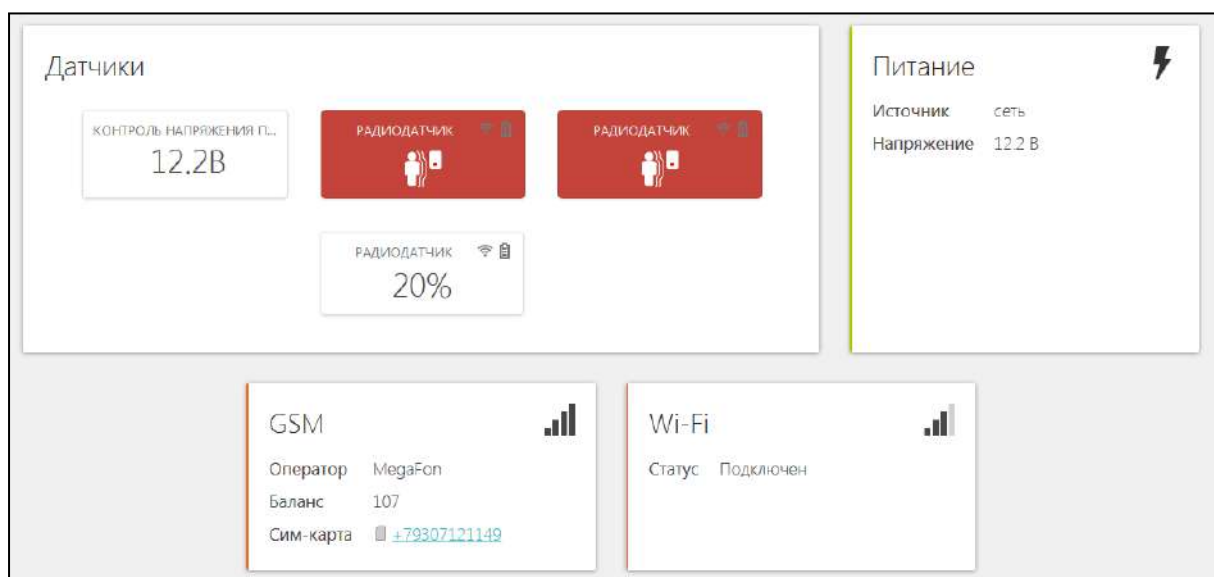 Датчики
КОНТРОЛЬ НАПРЯЖЕНИЯ П...
12.2В
РАДИОДАТЧИК
РАДИОДАТЧИК
РАДИОДАТЧИК
20%
Питание
Источник сеть
Напряжение 12.2 В
GSM
Оператор MegaFon
Баланс 107
Сим-карта +79307121149
Wi-Fi
Статус Подключен